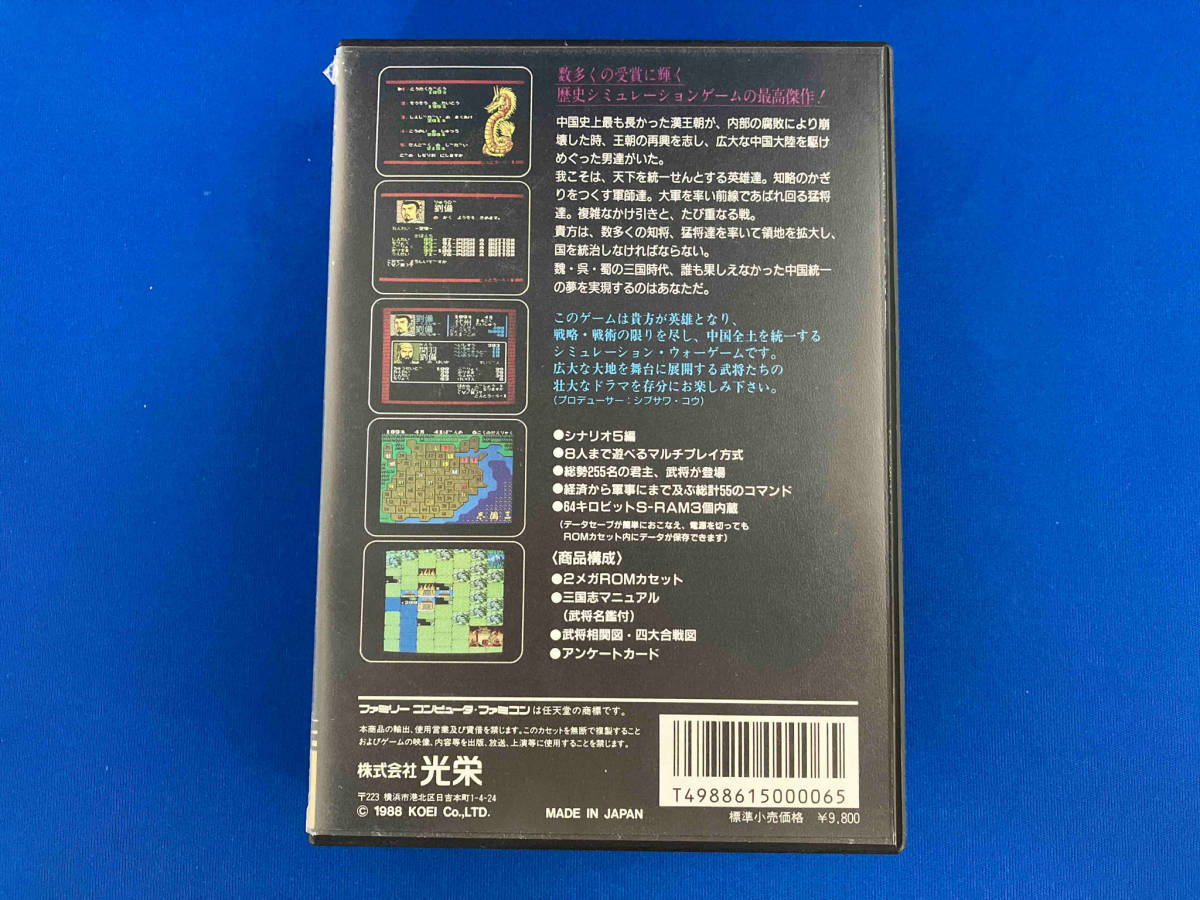 数多くの受賞に輝く
歴史シミュレーションゲームの最高傑作!
中国史上最も長かった漢王朝が、内部の腐敗により崩
壊した時、王朝の再興を志し、広大な中国大陸を駆け
めぐった男達がいた。
我こそは、天下を統一せんとする英雄達。知略のかぎ
りをつくす軍師達。大軍を率い前線であばれ回る猛将
達。複雑なかけ引きと、たび重なる戦。
貴方は、数多くの知将、猛将達を率いて領地を拡大し、
国を統治しなければならない。
魏・呉・蜀の三国時代、誰も果しえなかった中国統一
の夢を実現するのはあなただ。
このゲームは貴方が英雄となり、
戦略・戦術の限りを尽し、中国全土を統一する
シミュレーション・ウォーゲームです。
広大な大地を舞台に展開する武将たちの
壮大なドラマを存分にお楽しみ下さい。
(プロデューサー:シブサワ・コウ)
●シナリオ5編
●8人まで遊べるマルチプレイ方式
●総勢255名の君主、武将が登場
●経済から軍事にまで及ぶ総計55のコマンド
●64キロビットS-RAM3個内蔵
(データセーブが簡単におこなえ、電源を切っても
ROMカセット内にデータが保存できます)
〈商品構成〉
●2メガROMカセット
●三国志マニュアル
(武将名鑑付)
●武将相関図・四大合戦図
●アンケートカード
劉備
劉備
劉備
ファミリーコンピュータ・ファミコンは任天堂の商標です。
本商品の輸出、使用営業及び賃借を禁じます。このカセットを無断で複製すること
およびゲームの映像、内容等を出版、放送、上演等に使用することを禁じます。
株式会社光栄
〒223 横浜市港北区日吉本町1-4-24
© 1988 KOEI Co.,LTD.
MADE IN JAPAN
T4988615000065
標準小売価格 ¥9,800